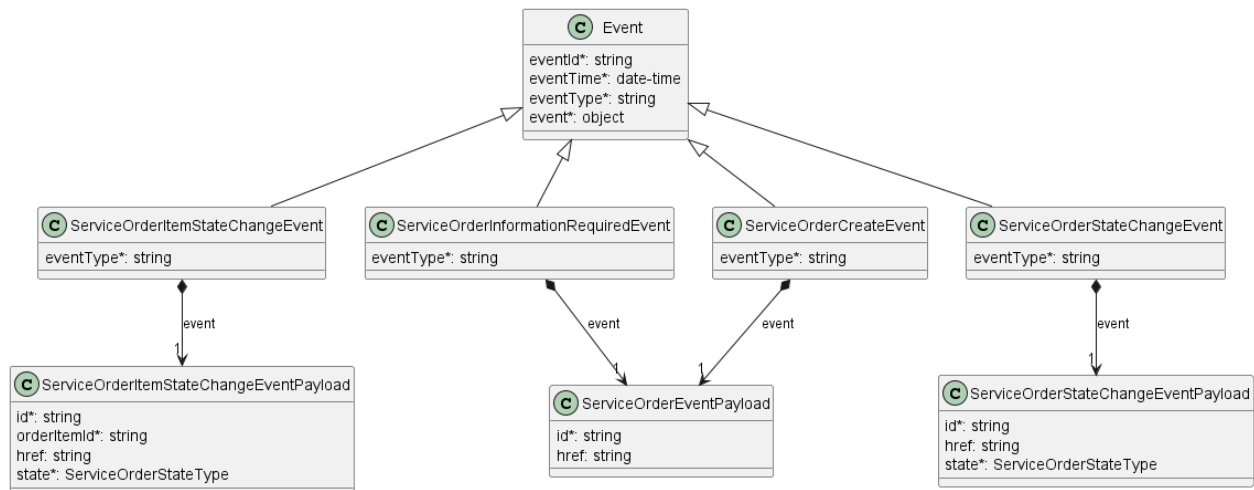 C Event
eventId*: string
eventTime*: date-time
eventType*: string
event*: object
C ServiceOrderItemStateChangeEvent
eventType*: string
C ServiceOrderInformationRequiredEvent
eventType*: string
C ServiceOrderCreateEvent
eventType*: string
C ServiceOrderStateChangeEvent
eventType*: string
event
1
event
1
event
1
event
1
C ServiceOrderItemStateChangeEventPayload
id*: string
orderItemId*: string
href: string
state*: ServiceOrderStateType
C ServiceOrderEventPayload
id*: string
href: string
C ServiceOrderStateChangeEventPayload
id*: string
href: string
state*: ServiceOrderStateType